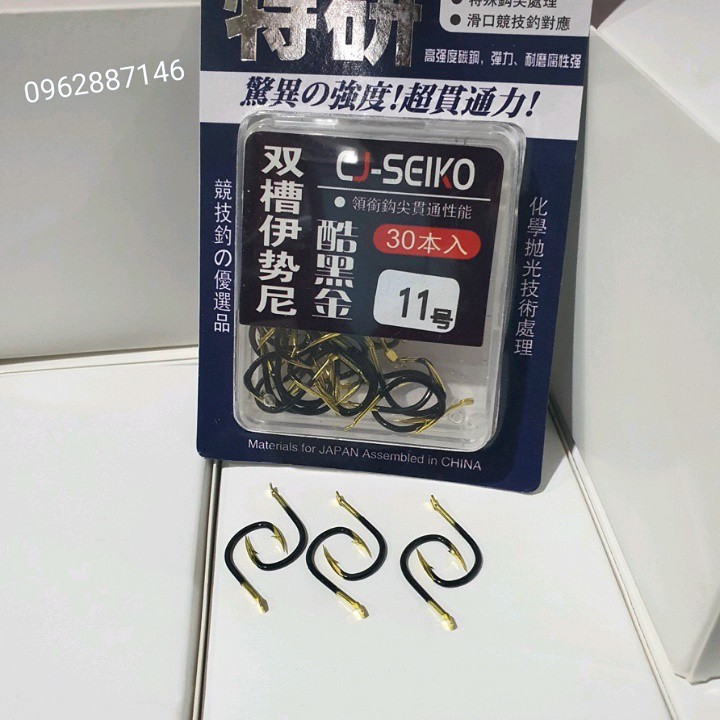 特研
● 特殊鈎尖處理
● 滑口競技釣對應
高强度碳鋼，彈力、耐磨腐性强
0962887146
驚異の強度!超貫通力!
競技釣の優選品
双槽伊势尼
CJ-SEIKO
● 領銜鈎尖貫通性能
酷黑金
30本入
11号
化學抛光技術處理
Materials for JAPAN Assembled in CHINA